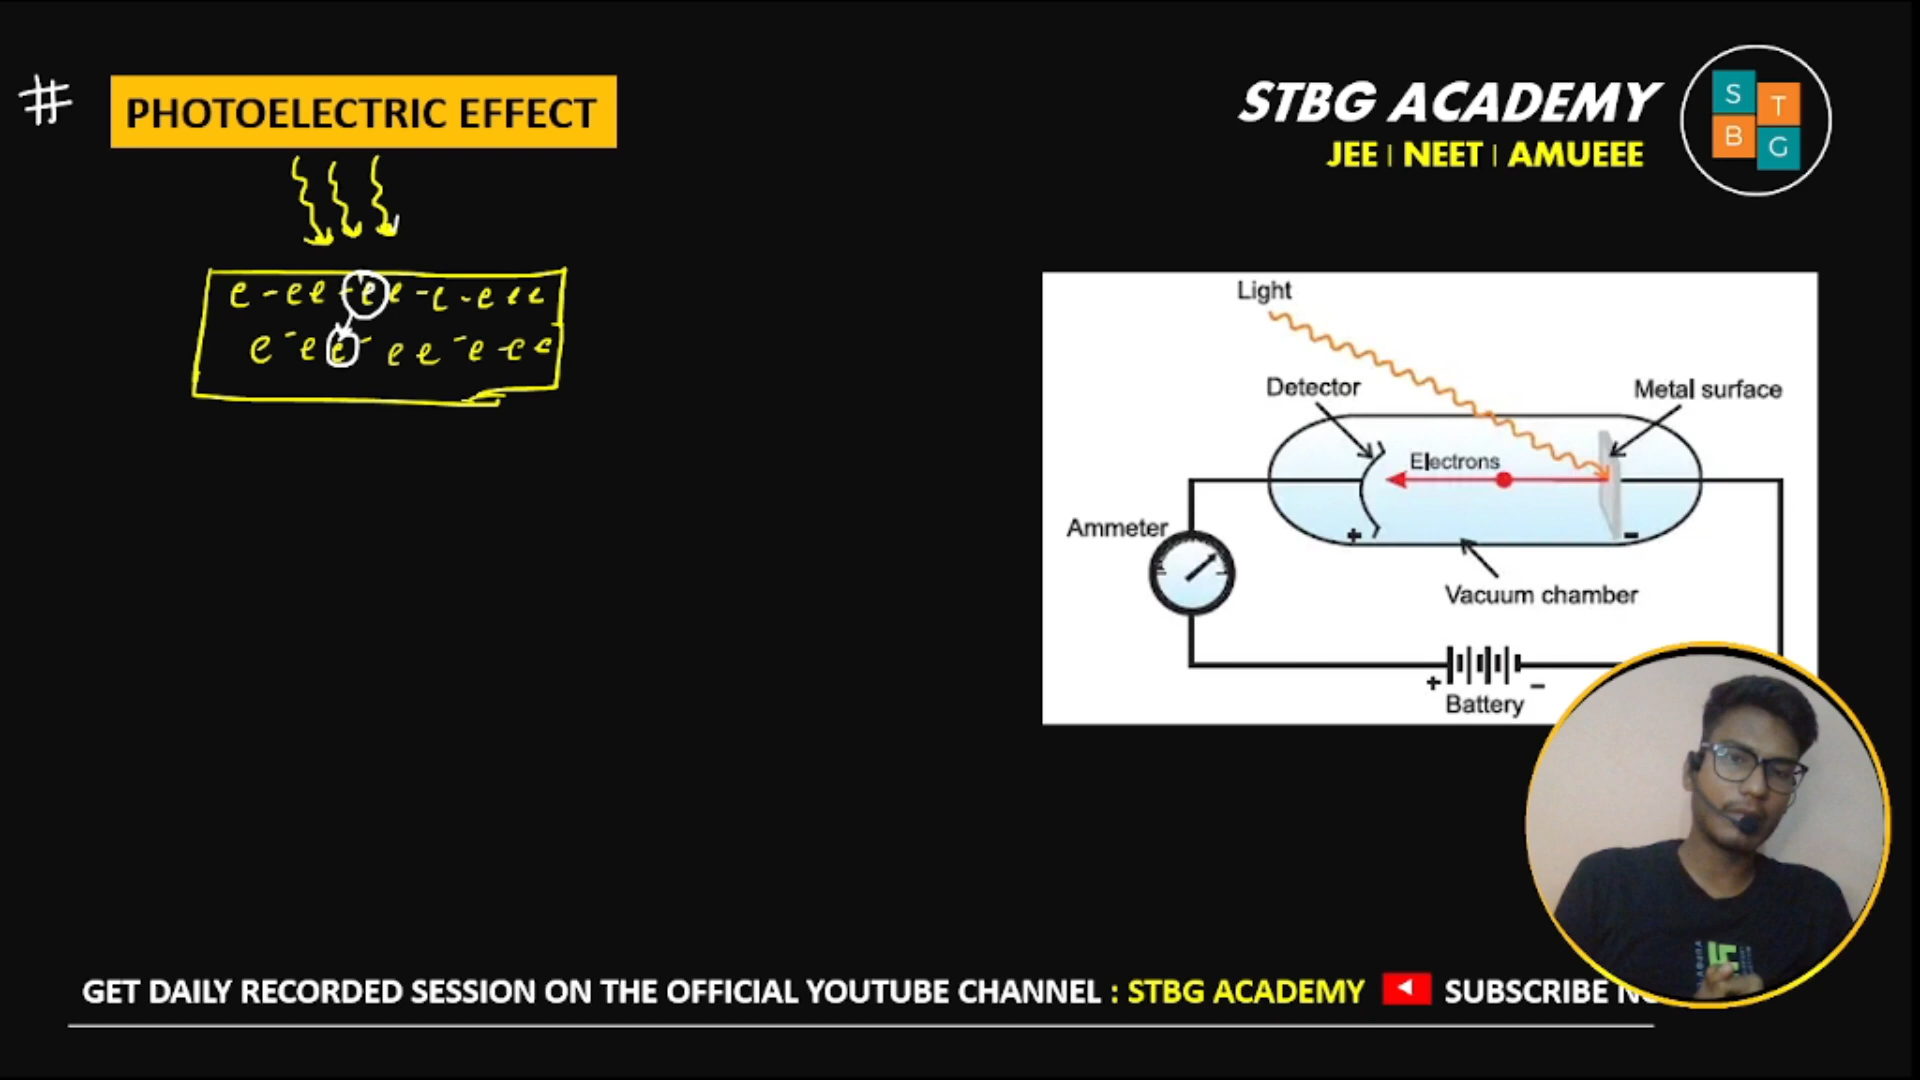 #
PHOTOELECTRIC EFFECT
STBG ACADEMY
JEE | NEET | AMUEEE
S T
B G
e - e e - e e - e - e e e
e - e e - e e - e - e e
Light
Detector
Metal surface
Electrons
Ammeter
+ -
Vacuum chamber
+ -
Battery
GET DAILY RECORDED SESSION ON THE OFFICIAL YOUTUBE CHANNEL : STBG ACADEMY SUBSCRIBE